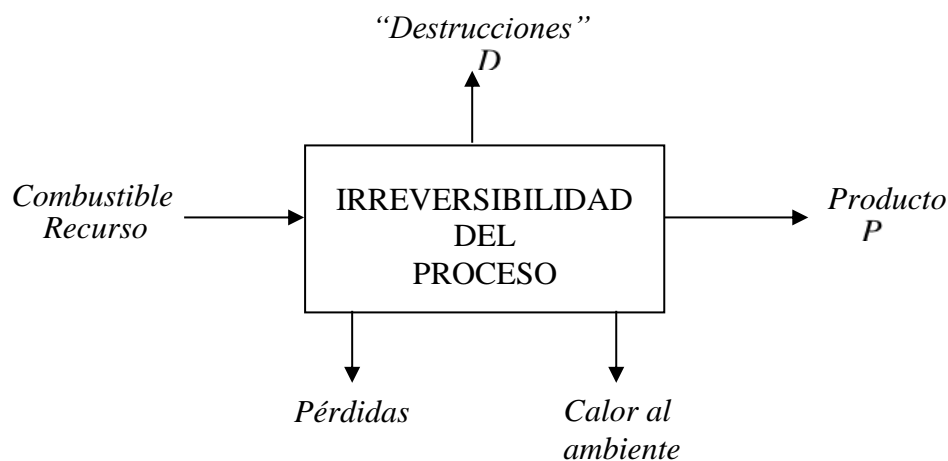 “Destrucciones”
D
Combustible
Recurso
IRREVERSIBILIDAD
DEL
PROCESO
Producto
P
Pérdidas
Calor al
ambiente